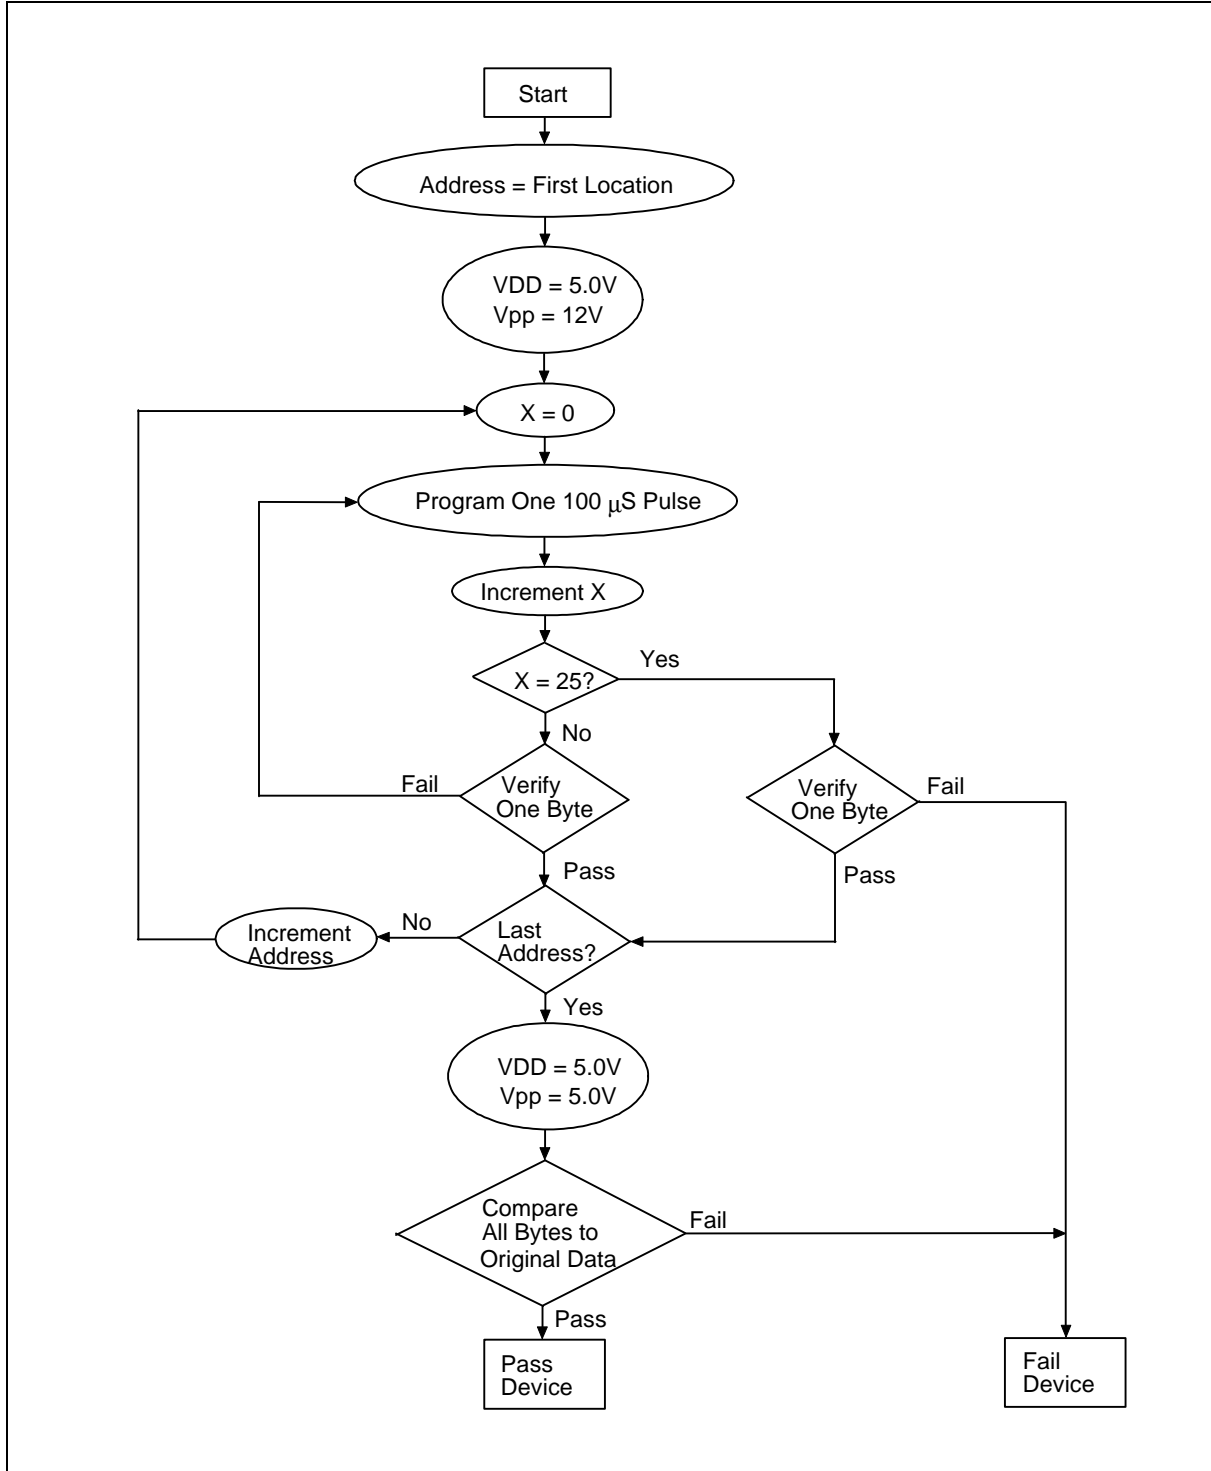 Start
Address = First Location
VDD = 5.0V
Vpp = 12V
X = 0
Program One 100 µS Pulse
Increment X
X = 25?
Yes
No
Fail
Verify
One Byte
Verify
One Byte
Fail
Pass
Pass
Increment
Address
No
Last
Address?
Yes
VDD = 5.0V
Vpp = 5.0V
Compare
All Bytes to
Original Data
Fail
Pass
Pass
Device
Fail
Device